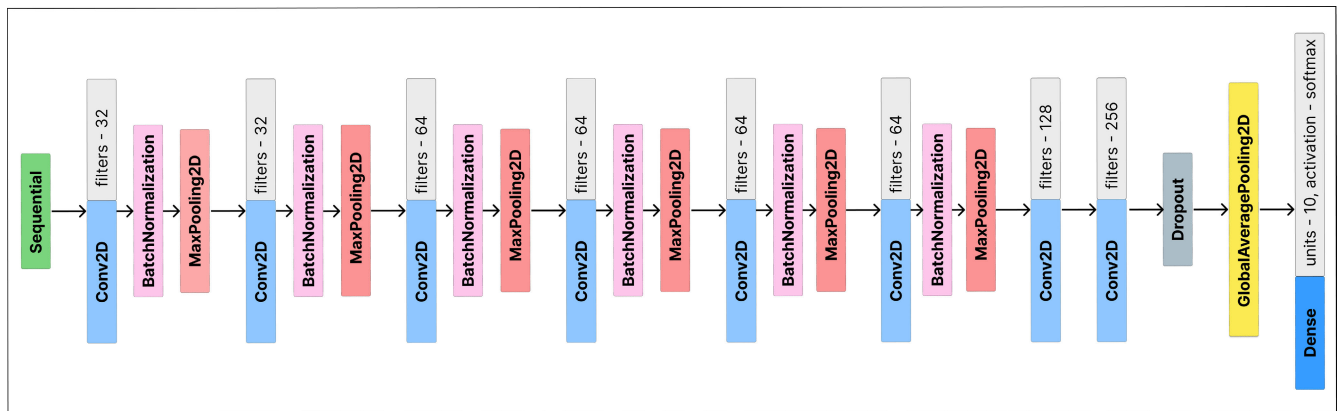 Sequential
Conv2D
filters - 32
BatchNormalization
MaxPooling2D
Conv2D
filters - 32
BatchNormalization
MaxPooling2D
Conv2D
filters - 64
BatchNormalization
MaxPooling2D
Conv2D
filters - 64
BatchNormalization
MaxPooling2D
Conv2D
filters - 64
BatchNormalization
MaxPooling2D
Conv2D
filters - 64
BatchNormalization
MaxPooling2D
Conv2D
filters - 128
Conv2D
filters - 256
Dropout
GlobalAveragePooling2D
Dense
units - 10, activation - softmax